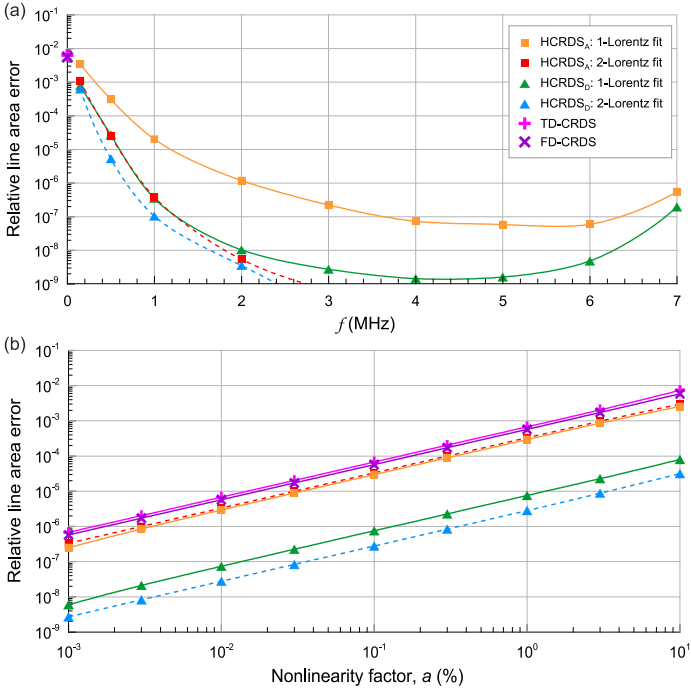 (a)
10⁻¹
10⁻²
10⁻³
10⁻⁴
10⁻⁵
10⁻⁶
10⁻⁷
10⁻⁸
10⁻⁹
Relative line area error
HCRDS_A: 1-Lorentz fit
HCRDS_A: 2-Lorentz fit
HCRDS_D: 1-Lorentz fit
HCRDS_D: 2-Lorentz fit
TD-CRDS
FD-CRDS
0 1 2 3 4 5 6 7
f (MHz)
(b)
10⁻¹
10⁻²
10⁻³
10⁻⁴
10⁻⁵
10⁻⁶
10⁻⁷
10⁻⁸
10⁻⁹
Relative line area error
10⁻³ 10⁻² 10⁻¹ 10⁰ 10¹
Nonlinearity factor, a (%)